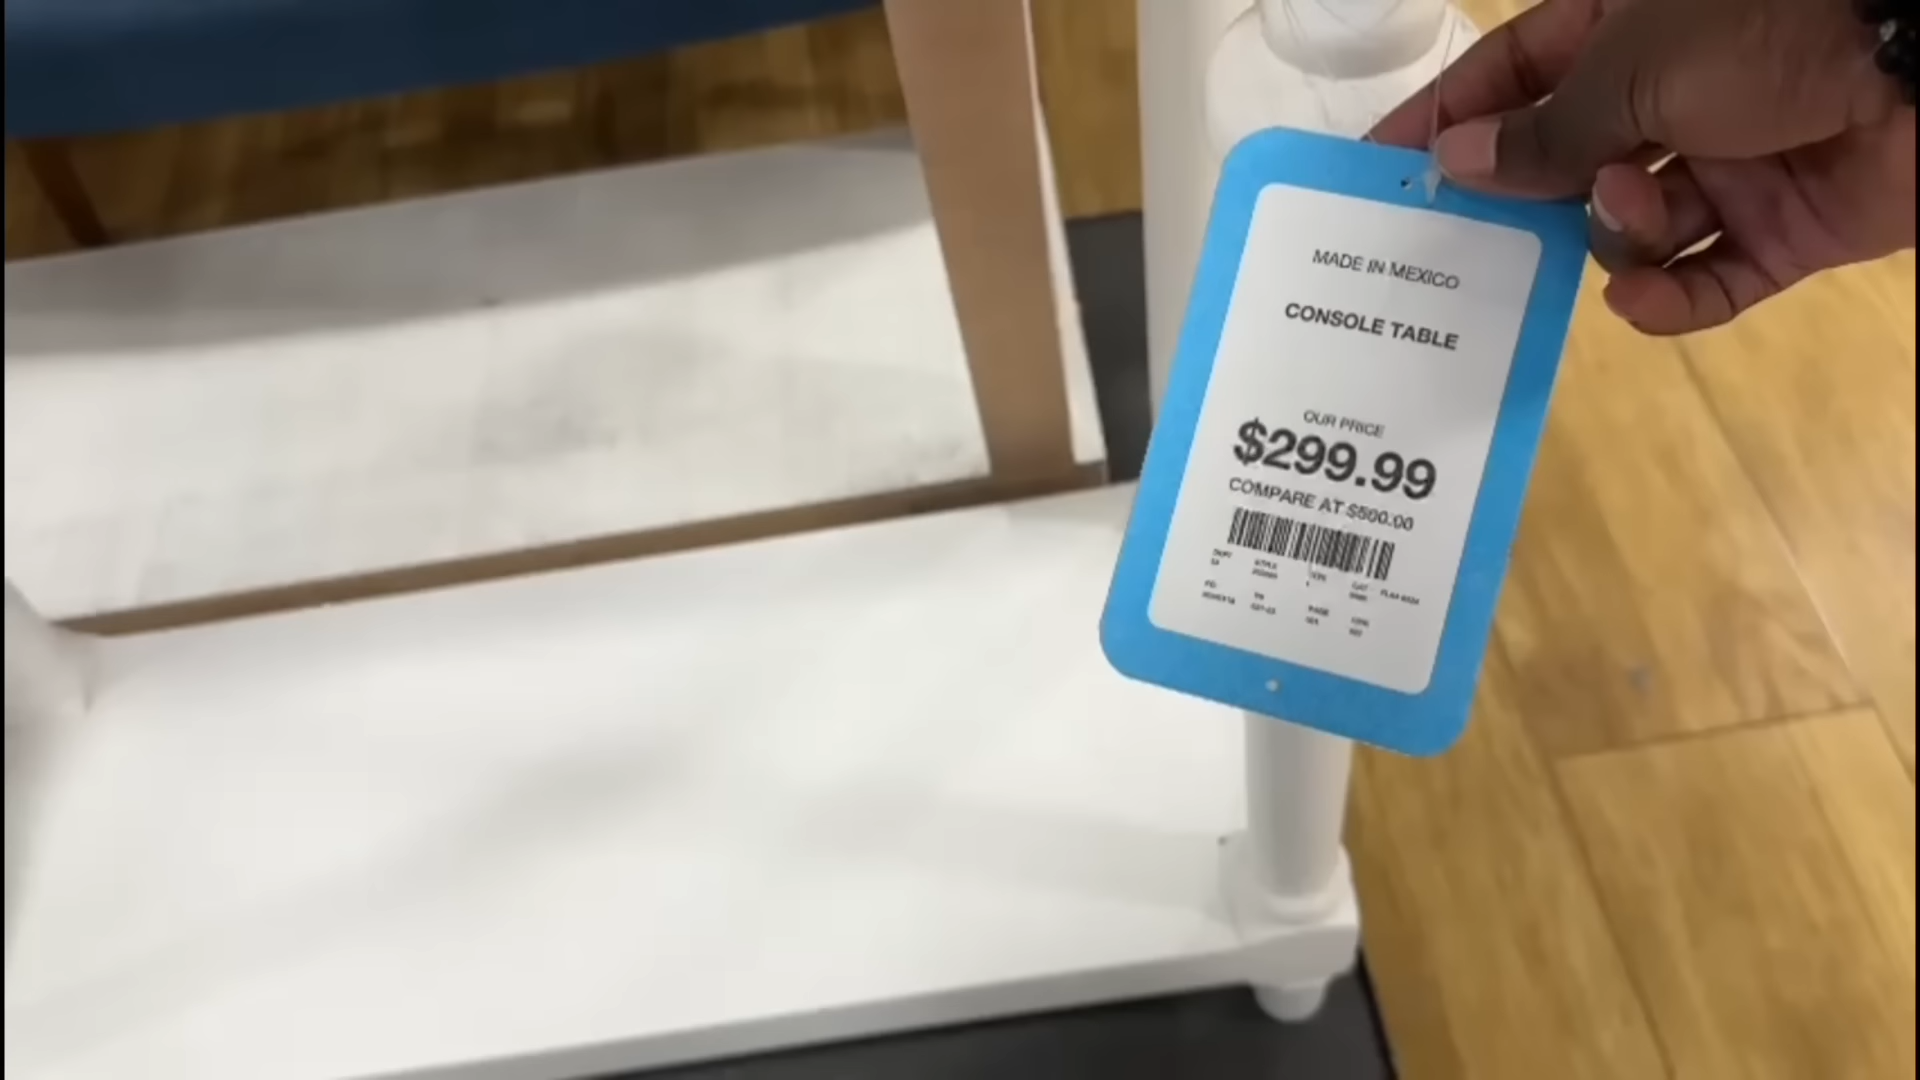 MADE IN MEXICO
CONSOLE TABLE
OUR PRICE
$299.99
COMPARE AT $500.00